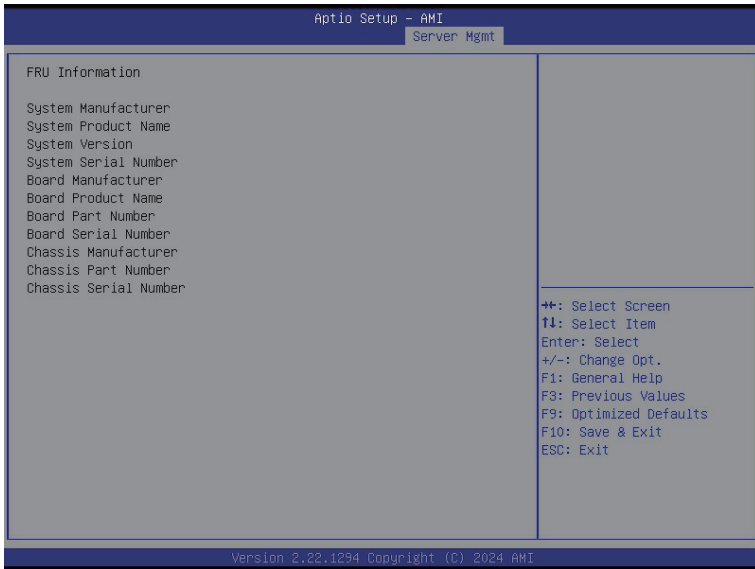 Aptio Setup – AMI
Server Mgmt
FRU Information
System Manufacturer
System Product Name
System Version
System Serial Number
Board Manufacturer
Board Product Name
Board Part Number
Board Serial Number
Chassis Manufacturer
Chassis Part Number
Chassis Serial Number
→←: Select Screen
↑↓: Select Item
Enter: Select
+/-: Change Opt.
F1: General Help
F3: Previous Values
F9: Optimized Defaults
F10: Save & Exit
ESC: Exit
Version 2.22.1294 Copyright (C) 2024 AMI